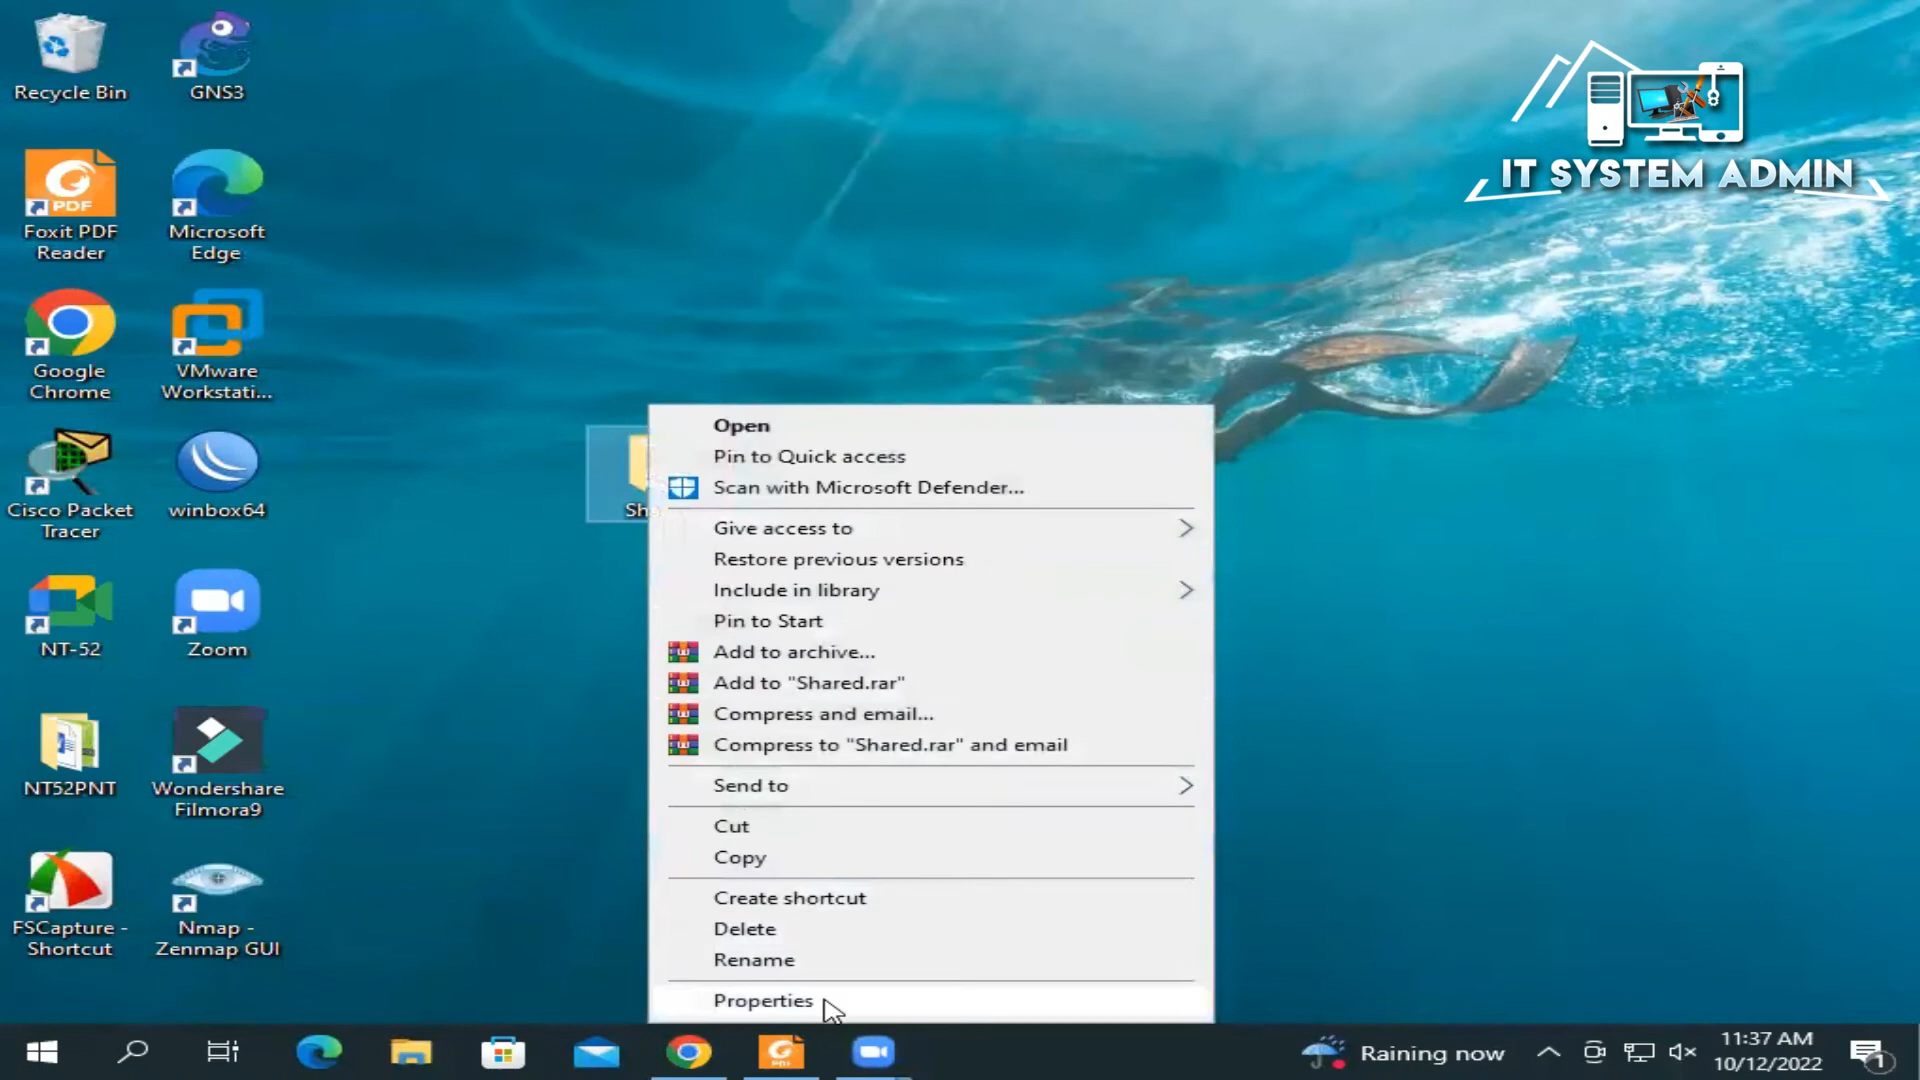 Recycle Bin
GNS3
IT SYSTEM ADMIN
PDF
Foxit PDF
Reader
Microsoft
Edge
Google
Chrome
VMware
Workstati...
Cisco Packet
Tracer
winbox64
NT-52
Zoom
NT52PNT
Wondershare
Filmora9
FSCapture -
Shortcut
Nmap -
Zenmap GUI
Sha
Open
Pin to Quick access
Scan with Microsoft Defender...
Give access to
Restore previous versions
Include in library
Pin to Start
Add to archive...
Add to "Shared.rar"
Compress and email...
Compress to "Shared.rar" and email
Send to
Cut
Copy
Create shortcut
Delete
Rename
Properties
PDF
Raining now
11:37 AM
10/12/2022
1